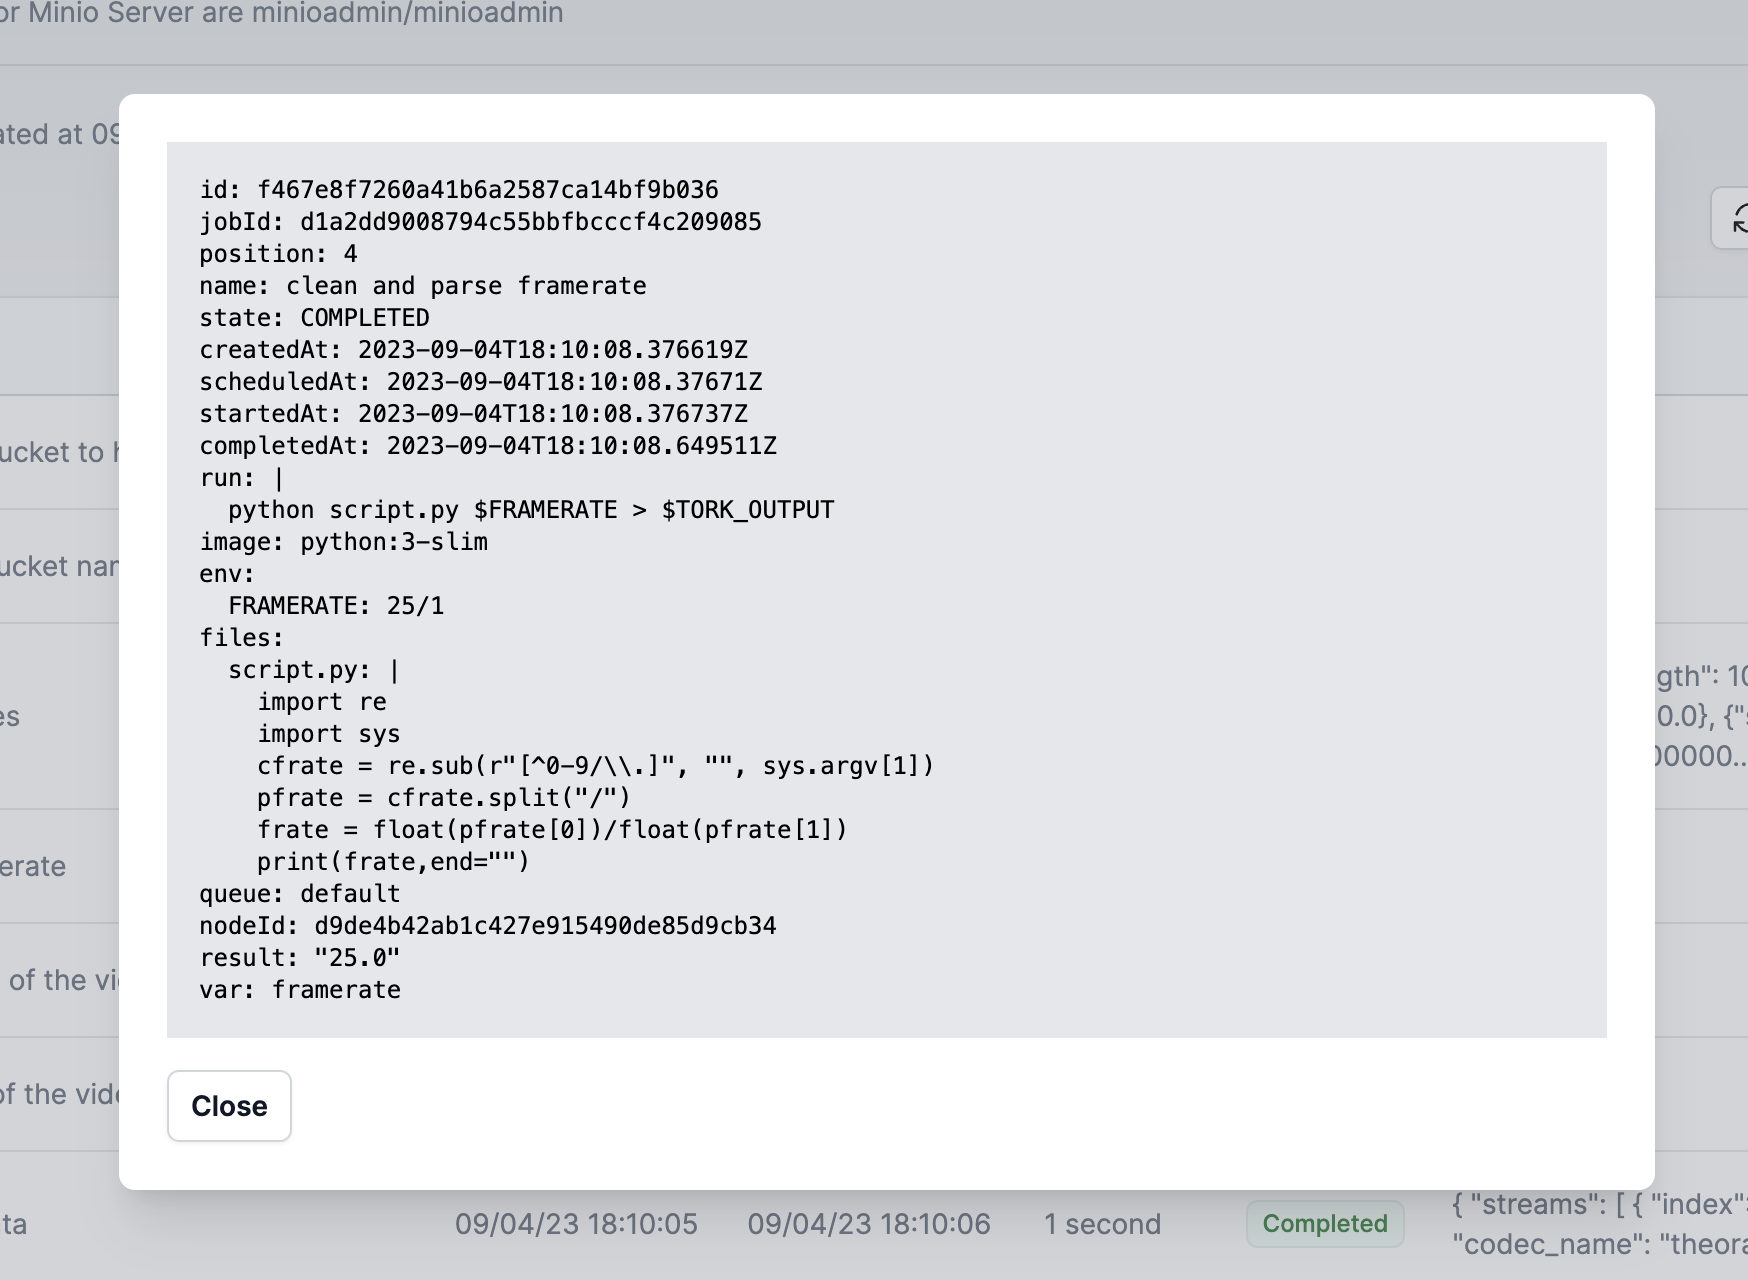 or Minio Server are minioadmin/minioadmin
ated at 09
id: f467e8f7260a41b6a2587ca14bf9b036
jobId: d1a2dd9008794c55bbfbcccf4c209085
position: 4
name: clean and parse framerate
state: COMPLETED
createdAt: 2023-09-04T18:10:08.376619Z
scheduledAt: 2023-09-04T18:10:08.37671Z
startedAt: 2023-09-04T18:10:08.376737Z
completedAt: 2023-09-04T18:10:08.649511Z
run: |
  python script.py $FRAMERATE > $TORK_OUTPUT
image: python:3-slim
env:
  FRAMERATE: 25/1
files:
  script.py: |
    import re
    import sys
    cfrate = re.sub(r"[^0-9/\\.]", "", sys.argv[1])
    pfrate = cfrate.split("/")
    frate = float(pfrate[0])/float(pfrate[1])
    print(frate,end="")
queue: default
nodeId: d9de4b42ab1c427e915490de85d9cb34
result: "25.0"
var: framerate
Close
ucket to h
ucket nar
es
gth": 10
0.0}, {"s
00000...
erate
of the vi
of the vide
ta
09/04/23 18:10:05
09/04/23 18:10:06
1 second
Completed
{ "streams": [ { "index":
"codec_name": "theora